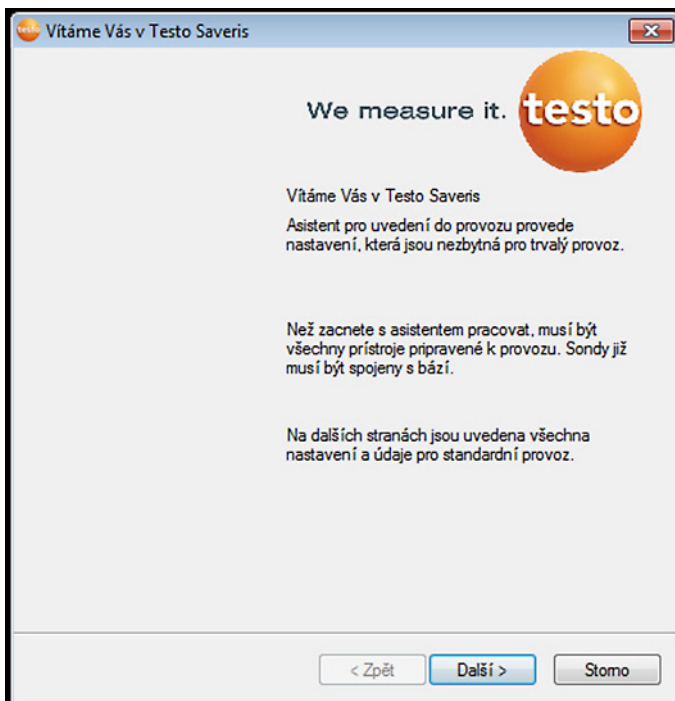 Vítáme Vás v Testo Saveris
We measure it. testo
Vítáme Vás v Testo Saveris
Asistent pro uvedení do provozu provede
nastavení, která jsou nezbytná pro trvalý provoz.
Než zacnete s asistentem pracovat, musí být
všechny prístroje pripravené k provozu. Sondy již
musí být spojeny s bází.
Na dalších stranách jsou uvedena všechna
nastavení a údaje pro standardní provoz.
< Zpět Další > Storno